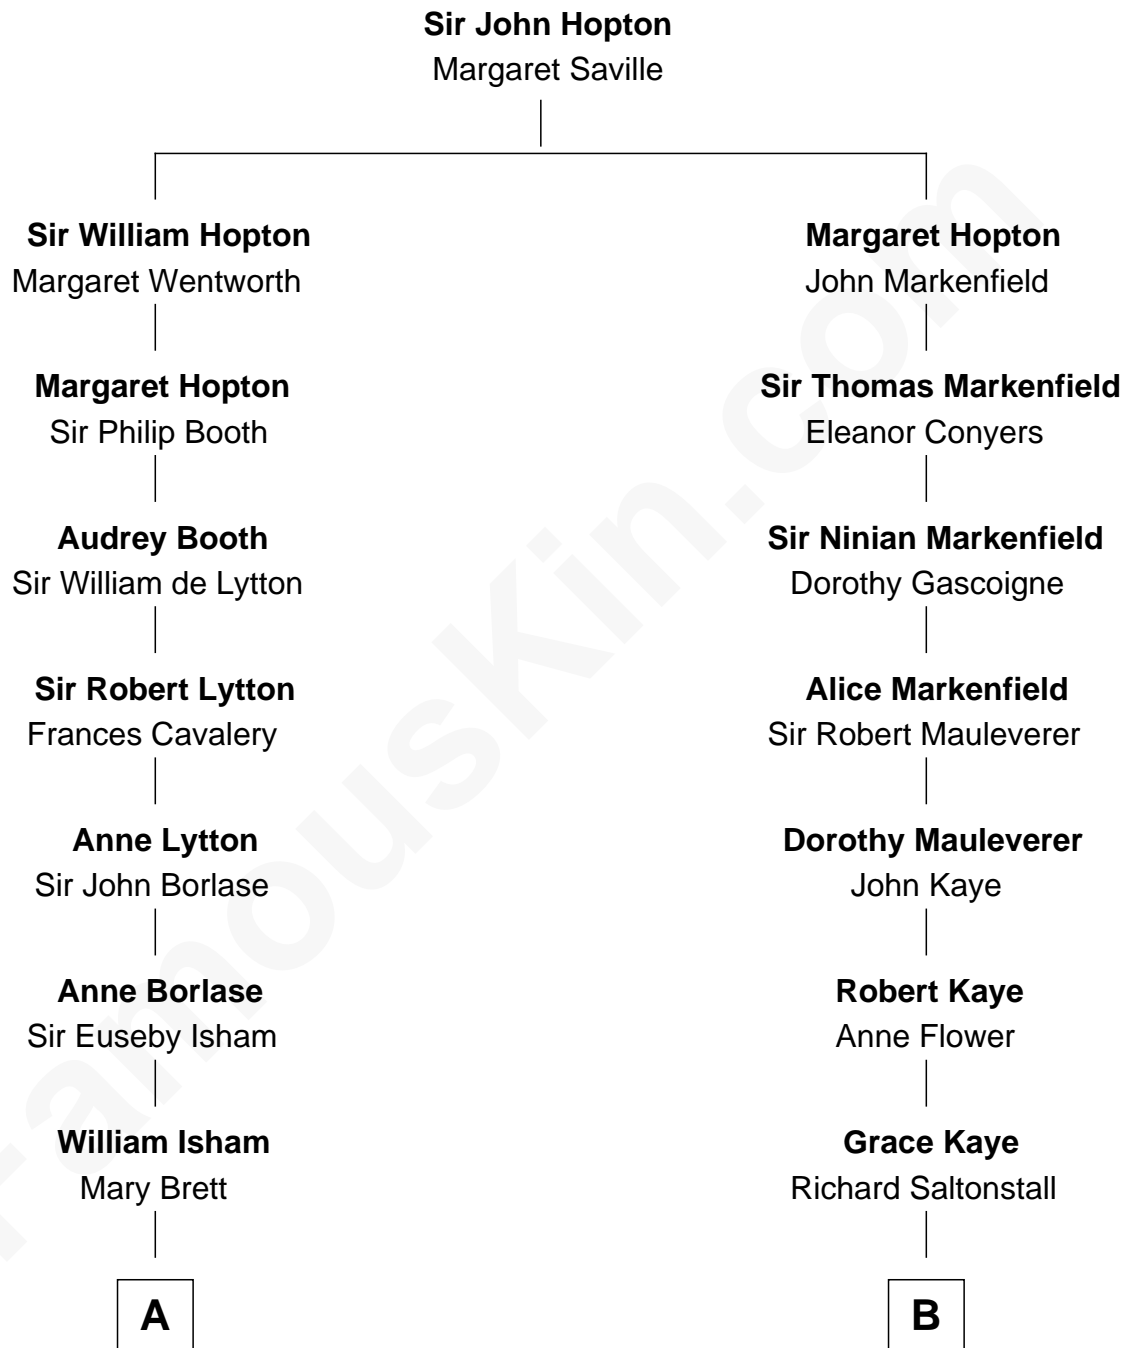 Sir John Hopton
Margaret Saville
Sir William Hopton
Margaret Wentworth
Margaret Hopton
John Markenfield
Margaret Hopton
Sir Philip Booth
Sir Thomas Markenfield
Eleanor Conyers
Audrey Booth
Sir William de Lytton
Sir Ninian Markenfield
Dorothy Gascoigne
Sir Robert Lytton
Frances Cavalery
Alice Markenfield
Sir Robert Mauleverer
Anne Lytton
Sir John Borlase
Dorothy Mauleverer
John Kaye
Anne Borlase
Sir Euseby Isham
Robert Kaye
Anne Flower
William Isham
Mary Brett
Grace Kaye
Richard Saltonstall
A
B
FamousKin.com